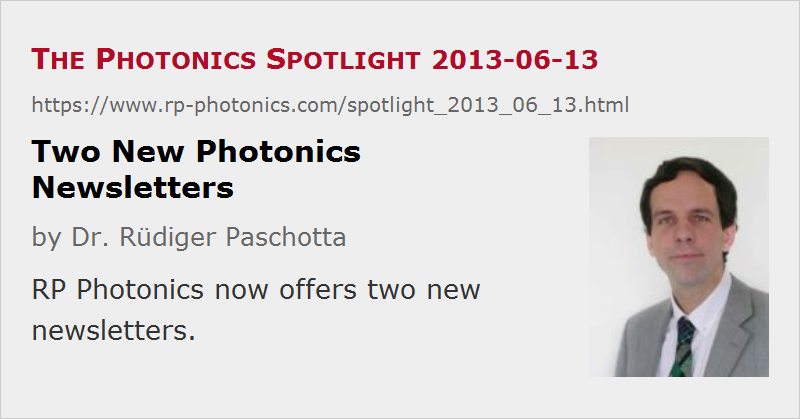 THE PHOTONICS SPOTLIGHT 2013-06-13
https://www.rp-photonics.com/spotlight_2013_06_13.html
Two New Photonics
Newsletters
by Dr. Rüdiger Paschotta
RP Photonics now offers two new
newsletters.